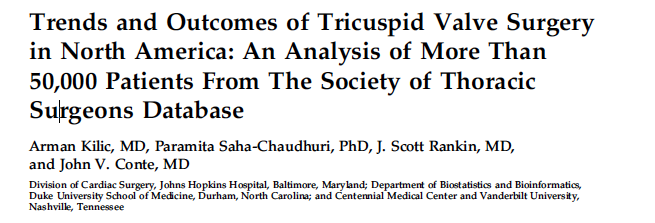 Trends and Outcomes of Tricuspid Valve Surgery
in North America: An Analysis of More Than
50,000 Patients From The Society of Thoracic
Surgeons Database
Arman Kilic, MD, Paramita Saha-Chaudhuri, PhD, J. Scott Rankin, MD,
and John V. Conte, MD
Division of Cardiac Surgery, Johns Hopkins Hospital, Baltimore, Maryland; Department of Biostatistics and Bioinformatics,
Duke University School of Medicine, Durham, North Carolina; and Centennial Medical Center and Vanderbilt University,
Nashville, Tennessee